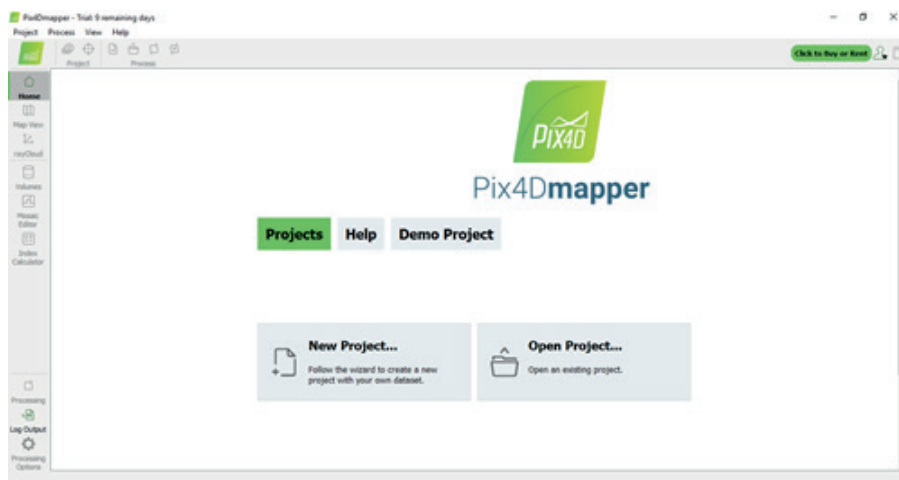 Pix4Dmapper - Trial: 9 remaining days
Project Process View Help
Project Process
Click to Buy or Rent
Home
Map View
rayCloud
Volumes
Mosaic
Editor
Index
Calculator
PIX4D
Pix4Dmapper
Projects Help Demo Project
New Project...
Follow the wizard to create a new
project with your own dataset.
Open Project...
Open an existing project.
Processing
Log Output
Processing
Options